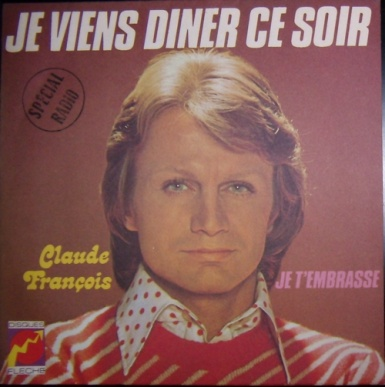 JE VIENS DINER CE SOIR
SPECIAL
RADIO
Claude
François
JE T'EMBRASSE
DISQUES
FLECHE